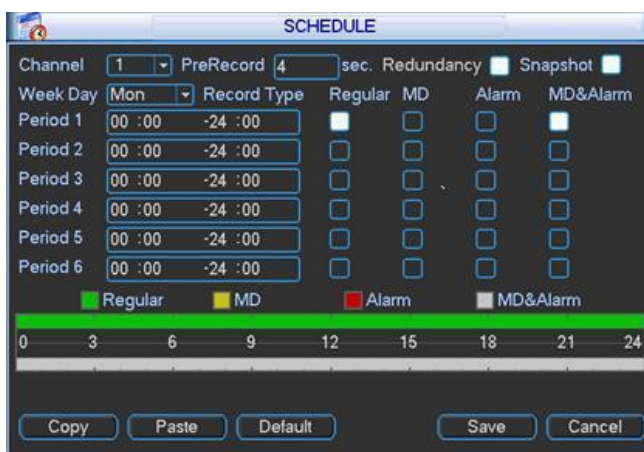 SCHEDULE
Channel 1 PreRecord 4 sec. Redundancy Snapshot
Week Day Mon Record Type Regular MD Alarm MD&Alarm
Period 1 00 :00 -24 :00
Period 2 00 :00 -24 :00
Period 3 00 :00 -24 :00
Period 4 00 :00 -24 :00
Period 5 00 :00 -24 :00
Period 6 00 :00 -24 :00
Regular MD Alarm MD&Alarm
0 3 6 9 12 15 18 21 24
Copy Paste Default Save Cancel